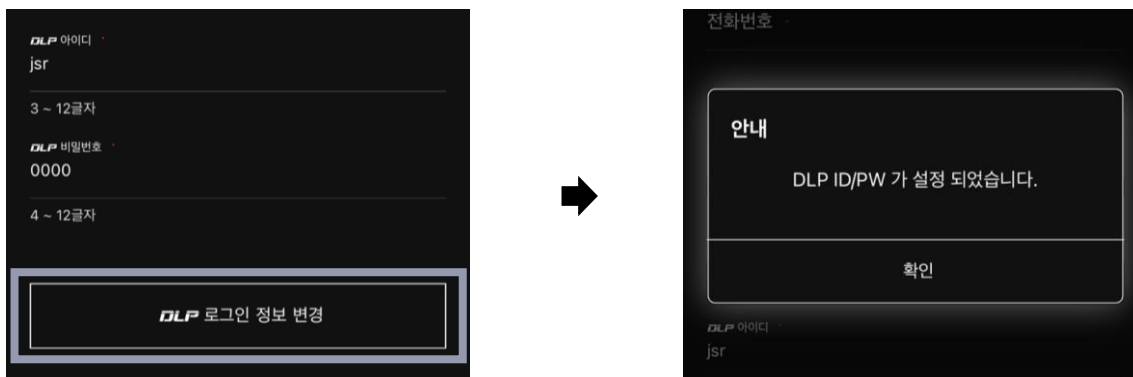 DLP 아이디 *
jsr
3 ~ 12글자
DLP 비밀번호 *
0000
4 ~ 12글자
DLP 로그인 정보 변경
전화번호
안내
DLP ID/PW 가 설정 되었습니다.
확인
DLP 아이디
jsr